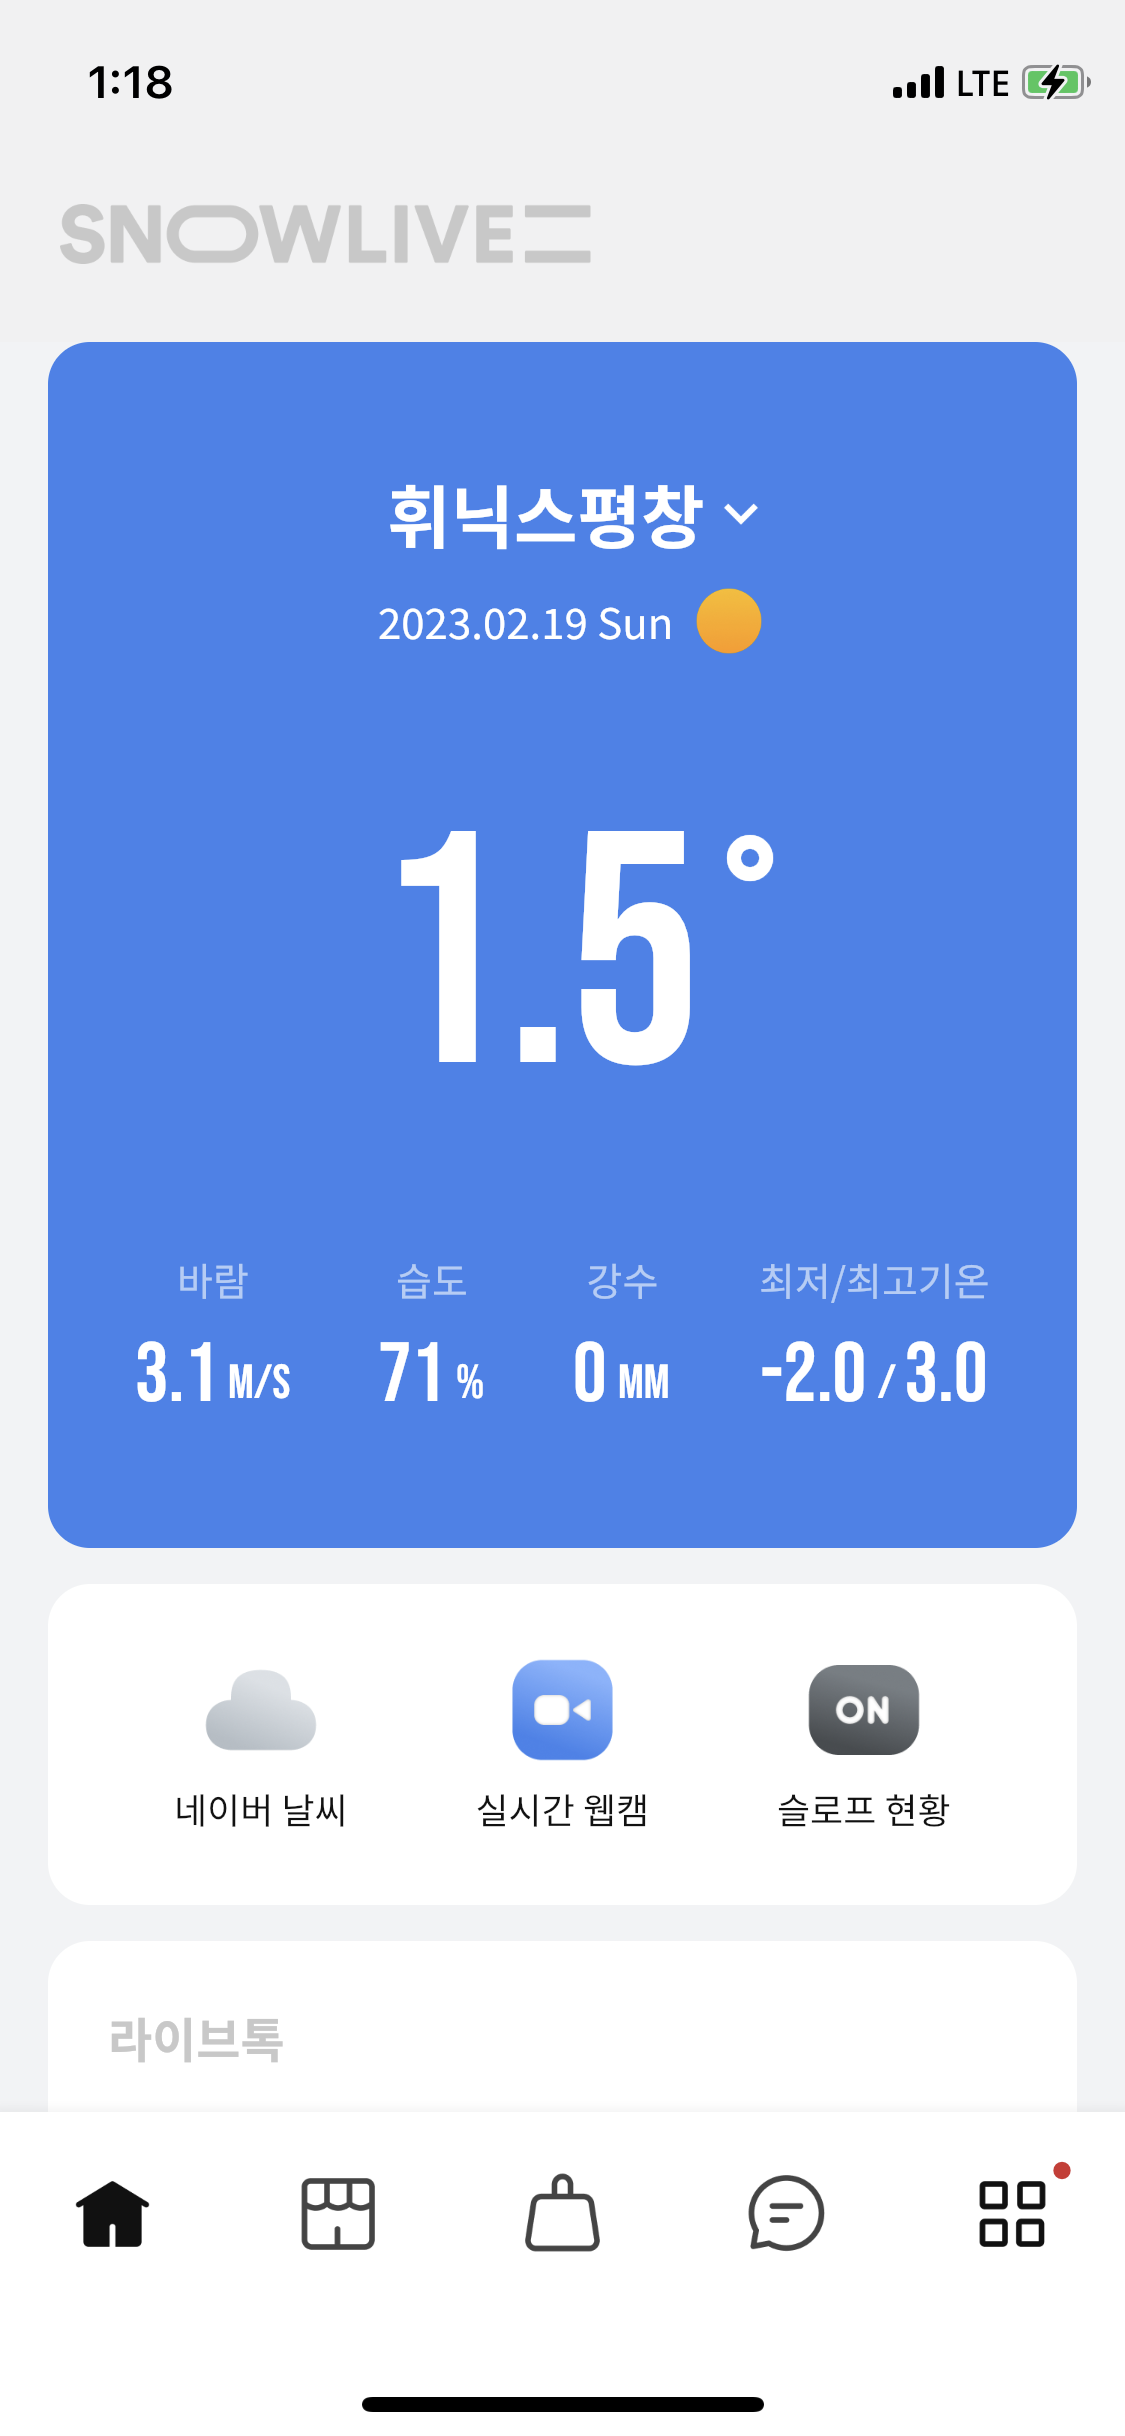 1:18 LTE
SNOWLIVE
휘닉스평창
2023.02.19 Sun
1.5°
바람 습도 강수 최저/최고기온
3.1 M/S 71 % 0 MM -2.0 / 3.0
ON
네이버 날씨 실시간 웹캠 슬로프 현황
라이브톡